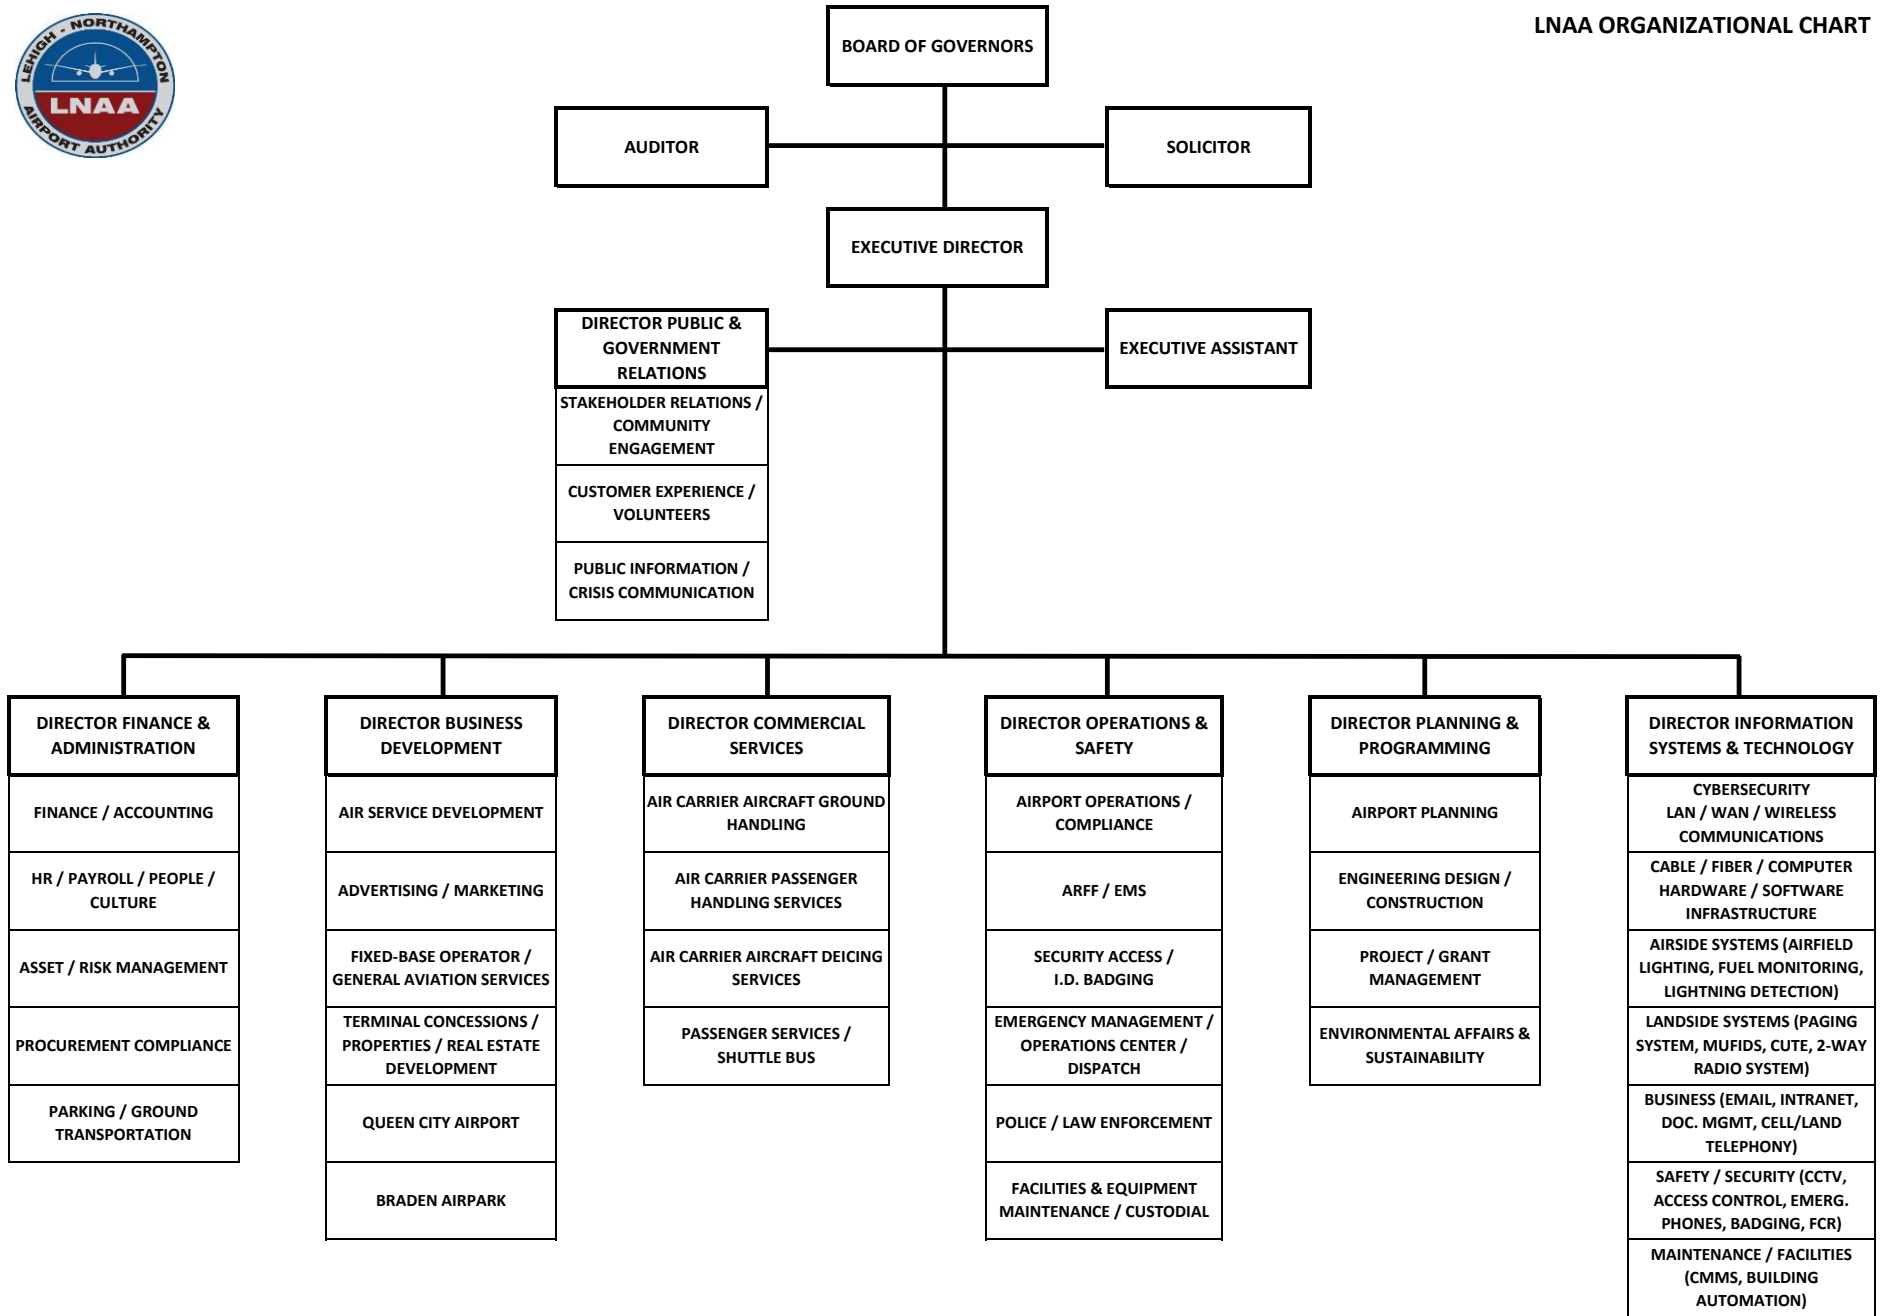 LEHIGH - NORTHAMPTON
LNAA
AIRPORT AUTHORITY
LNAA ORGANIZATIONAL CHART
BOARD OF GOVERNORS
AUDITOR
SOLICITOR
EXECUTIVE DIRECTOR
DIRECTOR PUBLIC &
GOVERNMENT
RELATIONS
EXECUTIVE ASSISTANT
STAKEHOLDER RELATIONS /
COMMUNITY
ENGAGEMENT
CUSTOMER EXPERIENCE /
VOLUNTEERS
PUBLIC INFORMATION /
CRISIS COMMUNICATION
DIRECTOR FINANCE &
ADMINISTRATION
FINANCE / ACCOUNTING
HR / PAYROLL / PEOPLE /
CULTURE
ASSET / RISK MANAGEMENT
PROCUREMENT COMPLIANCE
PARKING / GROUND
TRANSPORTATION
DIRECTOR BUSINESS
DEVELOPMENT
AIR SERVICE DEVELOPMENT
ADVERTISING / MARKETING
FIXED-BASE OPERATOR /
GENERAL AVIATION SERVICES
TERMINAL CONCESSIONS /
PROPERTIES / REAL ESTATE
DEVELOPMENT
QUEEN CITY AIRPORT
BRADEN AIRPARK
DIRECTOR COMMERCIAL
SERVICES
AIR CARRIER AIRCRAFT GROUND
HANDLING
AIR CARRIER PASSENGER
HANDLING SERVICES
AIR CARRIER AIRCRAFT DEICING
SERVICES
PASSENGER SERVICES /
SHUTTLE BUS
DIRECTOR OPERATIONS &
SAFETY
AIRPORT OPERATIONS /
COMPLIANCE
ARFF / EMS
SECURITY ACCESS /
I.D. BADGING
EMERGENCY MANAGEMENT /
OPERATIONS CENTER /
DISPATCH
POLICE / LAW ENFORCEMENT
FACILITIES & EQUIPMENT
MAINTENANCE / CUSTODIAL
DIRECTOR PLANNING &
PROGRAMMING
AIRPORT PLANNING
ENGINEERING DESIGN /
CONSTRUCTION
PROJECT / GRANT
MANAGEMENT
ENVIRONMENTAL AFFAIRS &
SUSTAINABILITY
DIRECTOR INFORMATION
SYSTEMS & TECHNOLOGY
CYBERSECURITY
LAN / WAN / WIRELESS
COMMUNICATIONS
CABLE / FIBER / COMPUTER
HARDWARE / SOFTWARE
INFRASTRUCTURE
AIRSIDE SYSTEMS (AIRFIELD
LIGHTING, FUEL MONITORING,
LIGHTNING DETECTION)
LANDSIDE SYSTEMS (PAGING
SYSTEM, MUFIDS, CUTE, 2-WAY
RADIO SYSTEM)
BUSINESS (EMAIL, INTRANET,
DOC. MGMT, CELL/LAND
TELEPHONY)
SAFETY / SECURITY (CCTV,
ACCESS CONTROL, EMERG.
PHONES, BADGING, FCR)
MAINTENANCE / FACILITIES
(CMMS, BUILDING
AUTOMATION)